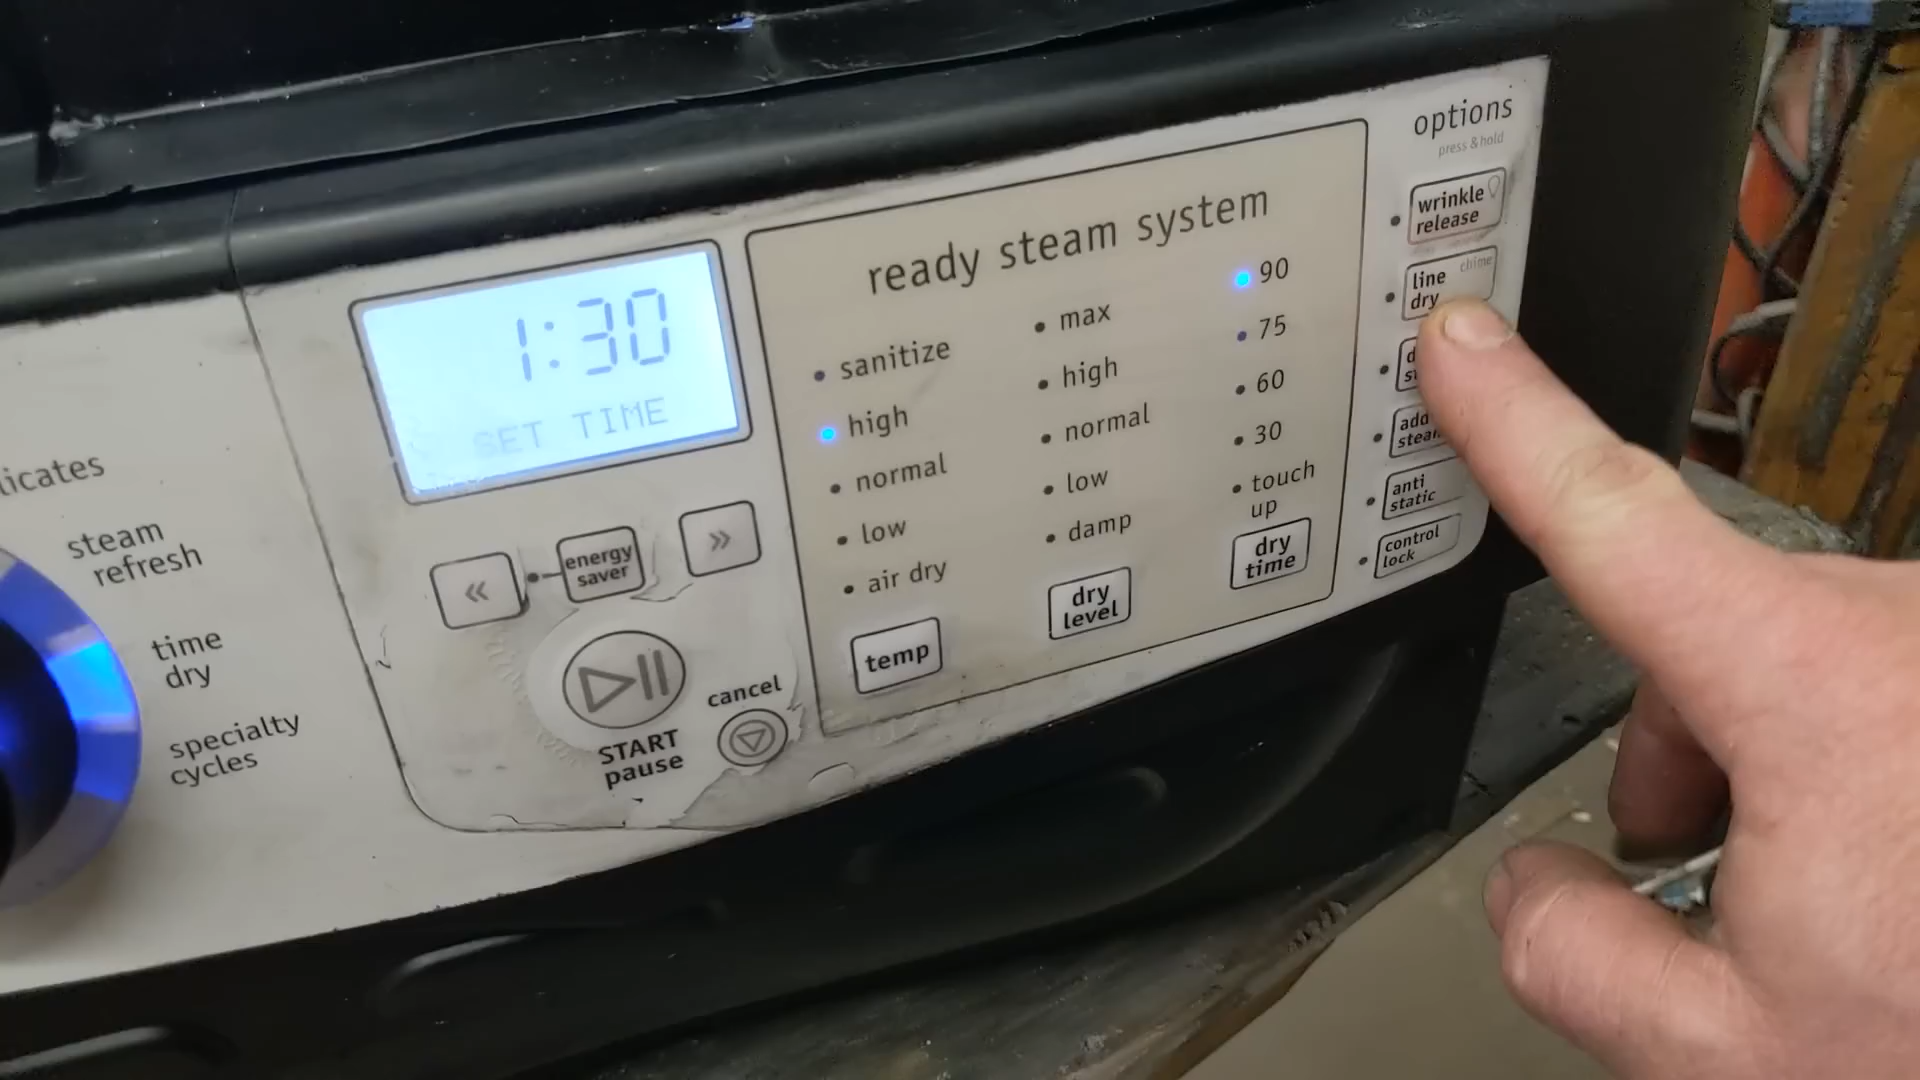 licates
steam
refresh
time
dry
specialty
cycles
1:30
SET TIME
«
energy
saver
»
START
pause
cancel
ready steam system
sanitize
high
normal
low
air dry
temp
max
high
normal
low
damp
dry
level
90
75
60
30
touch
up
dry
time
options
press & hold
wrinkle
release
line
dry
chime
add
anti
static
control
lock